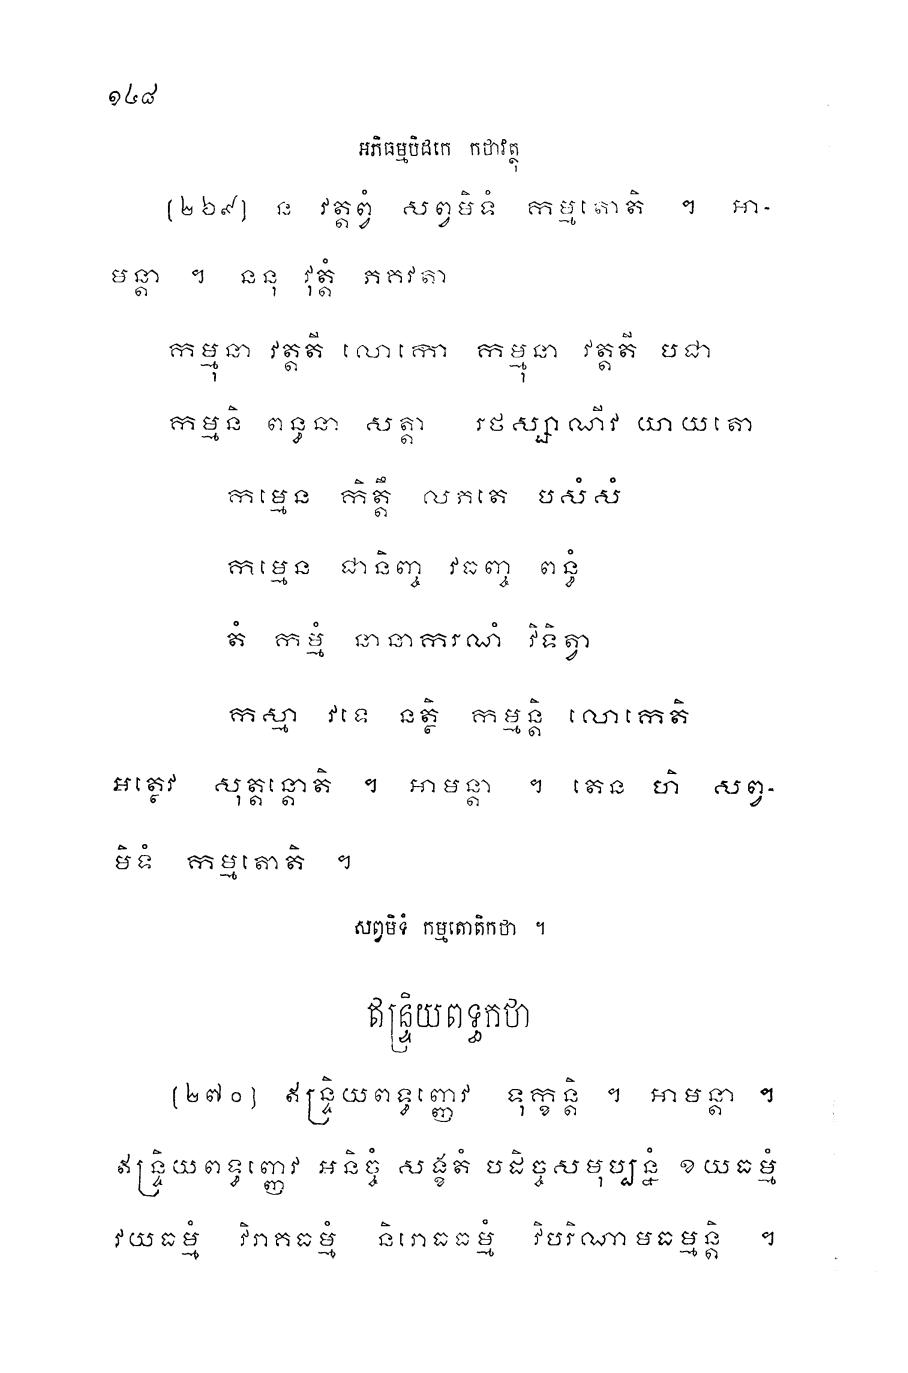 ១៤៨
អភិធម្មបិដកេ កថាវត្ថុ
(២៦៩) ន វត្តព្វំ សព្វមិទំ កម្មតោតិ ។ អា-
មន្តា ។ ននុ វុត្តំ ភគវតា
កម្មុនា វត្តតី លោកោ កម្មុនា វត្តតី បជា
កម្មនិ ពន្ធនា សត្តា រថស្សាណីវ យាយតោ
កម្មេន កិត្តឹ លភតេ បសំសំ
កម្មេន ជានិញ្ច វធញ្ច ពន្ធំ
តំ កម្មំ នានាករណំ វិទិត្វា
កស្មា វទេ នត្ថិ កម្មន្តិ លោកេតិ
អត្ថេវ សុត្តន្តោតិ ។ អាមន្តា ។ តេន ហិ សព្វ-
មិទំ កម្មតោតិ ។
សព្វមិទំ កម្មតោតិកថា ។
ឥន្ទ្រិយពទ្ធកថា
(២៧០) ឥន្ទ្រិយពទ្ធញ្ញេវ ទុក្ខន្តិ ។ អាមន្តា ។
ឥន្ទ្រិយពទ្ធញ្ញេវ អនិច្ចំ សង្ខតំ បដិច្ចសមុប្បន្នំ ខយធម្មំ
វយធម្មំ វិរាគធម្មំ និរោធធម្មំ វិបរិណាមធម្មន្តិ ។